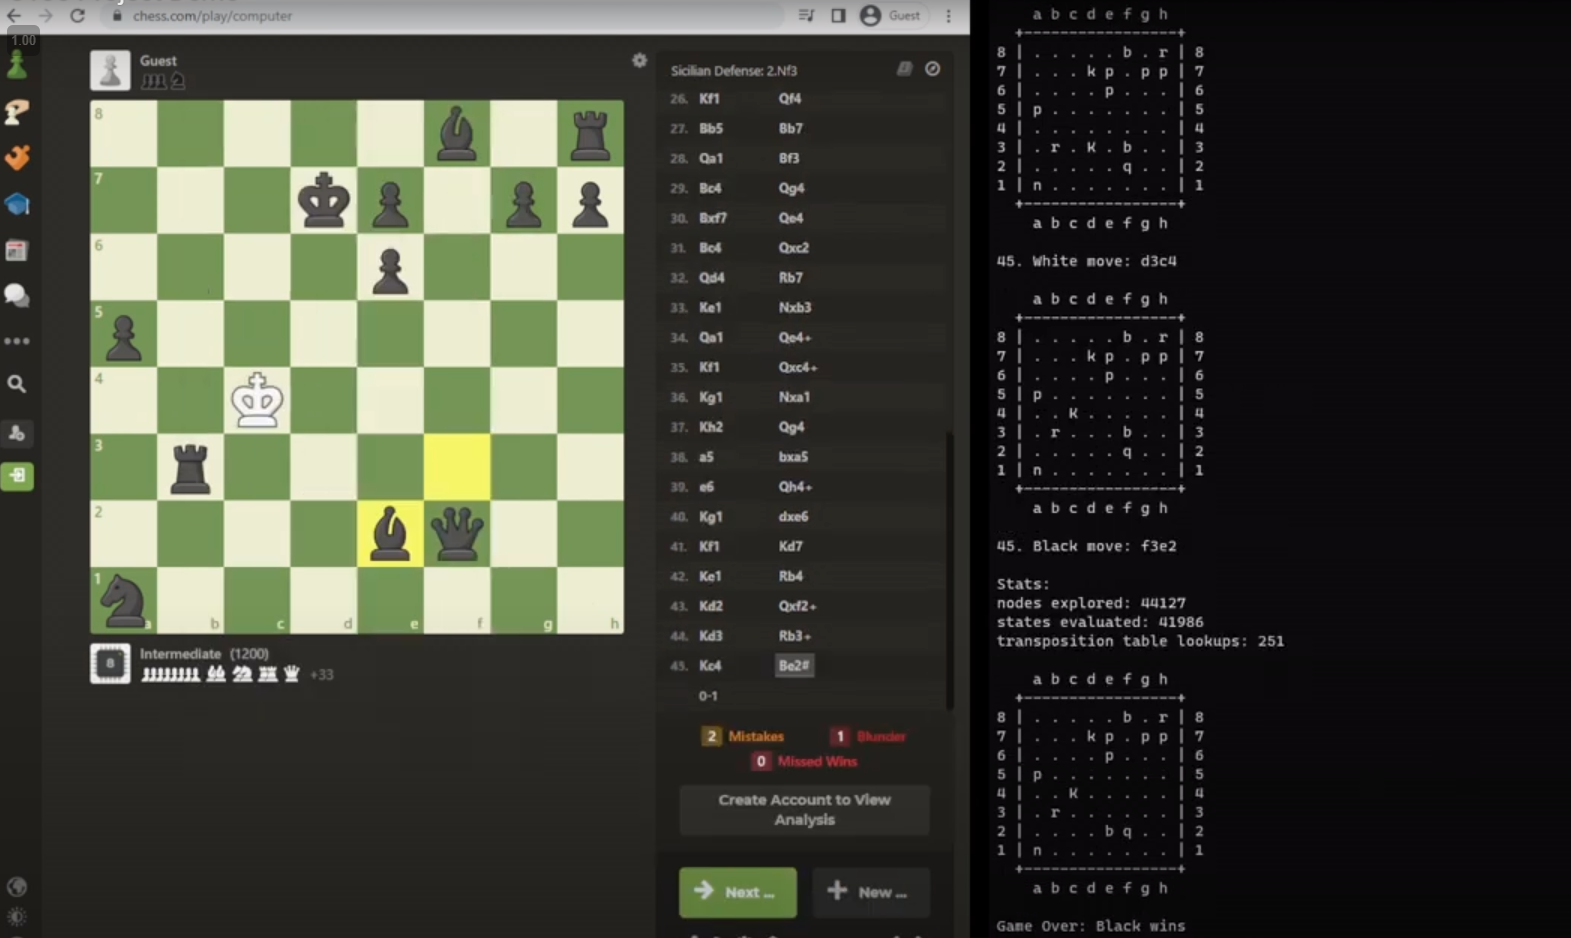 chess.com/play/computer
Guest
1.00
Guest
8
7
6
5
4
3
2
1
a b c d e f g h
8
Intermediate (1200)
+33
Sicilian Defense: 2.Nf3
26. Kf1 Qf4
27. Bb5 Bb7
28. Qa1 Bf3
29. Bc4 Qg4
30. Bxf7 Qe4
31. Bc4 Qxc2
32. Qd4 Rb7
33. Ke1 Nxb3
34. Qa1 Qe4+
35. Kf1 Qxc4+
36. Kg1 Nxa1
37. Kh2 Qg4
38. a5 bxa5
39. e6 Qh4+
40. Kg1 dxe6
41. Kf1 Kd7
42. Ke1 Rb4
43. Kd2 Qxf2+
44. Kd3 Rb3+
45. Kc4 Be2#
0-1
2 Mistakes 1 Blunder
0 Missed Wins
Create Account to View
Analysis
Next ... New ...
a b c d e f g h
+-----------------+
8 | . . . . . b . r | 8
7 | . . . k p . p p | 7
6 | . . . . p . . . | 6
5 | p . . . . . . . | 5
4 | . . . . . . . . | 4
3 | . r . K . b . . | 3
2 | . . . . . q . . | 2
1 | n . . . . . . . | 1
+-----------------+
a b c d e f g h
45. White move: d3c4
a b c d e f g h
+-----------------+
8 | . . . . . b . r | 8
7 | . . . k p . p p | 7
6 | . . . . p . . . | 6
5 | p . . . . . . . | 5
4 | . . K . . . . . | 4
3 | . r . . . b . . | 3
2 | . . . . . q . . | 2
1 | n . . . . . . . | 1
+-----------------+
a b c d e f g h
45. Black move: f3e2
Stats:
nodes explored: 44127
states evaluated: 41986
transposition table lookups: 251
a b c d e f g h
+-----------------+
8 | . . . . . b . r | 8
7 | . . . k p . p p | 7
6 | . . . . p . . . | 6
5 | p . . . . . . . | 5
4 | . . K . . . . . | 4
3 | . r . . . . . . | 3
2 | . . . . b q . . | 2
1 | n . . . . . . . | 1
+-----------------+
a b c d e f g h
Game Over: Black wins